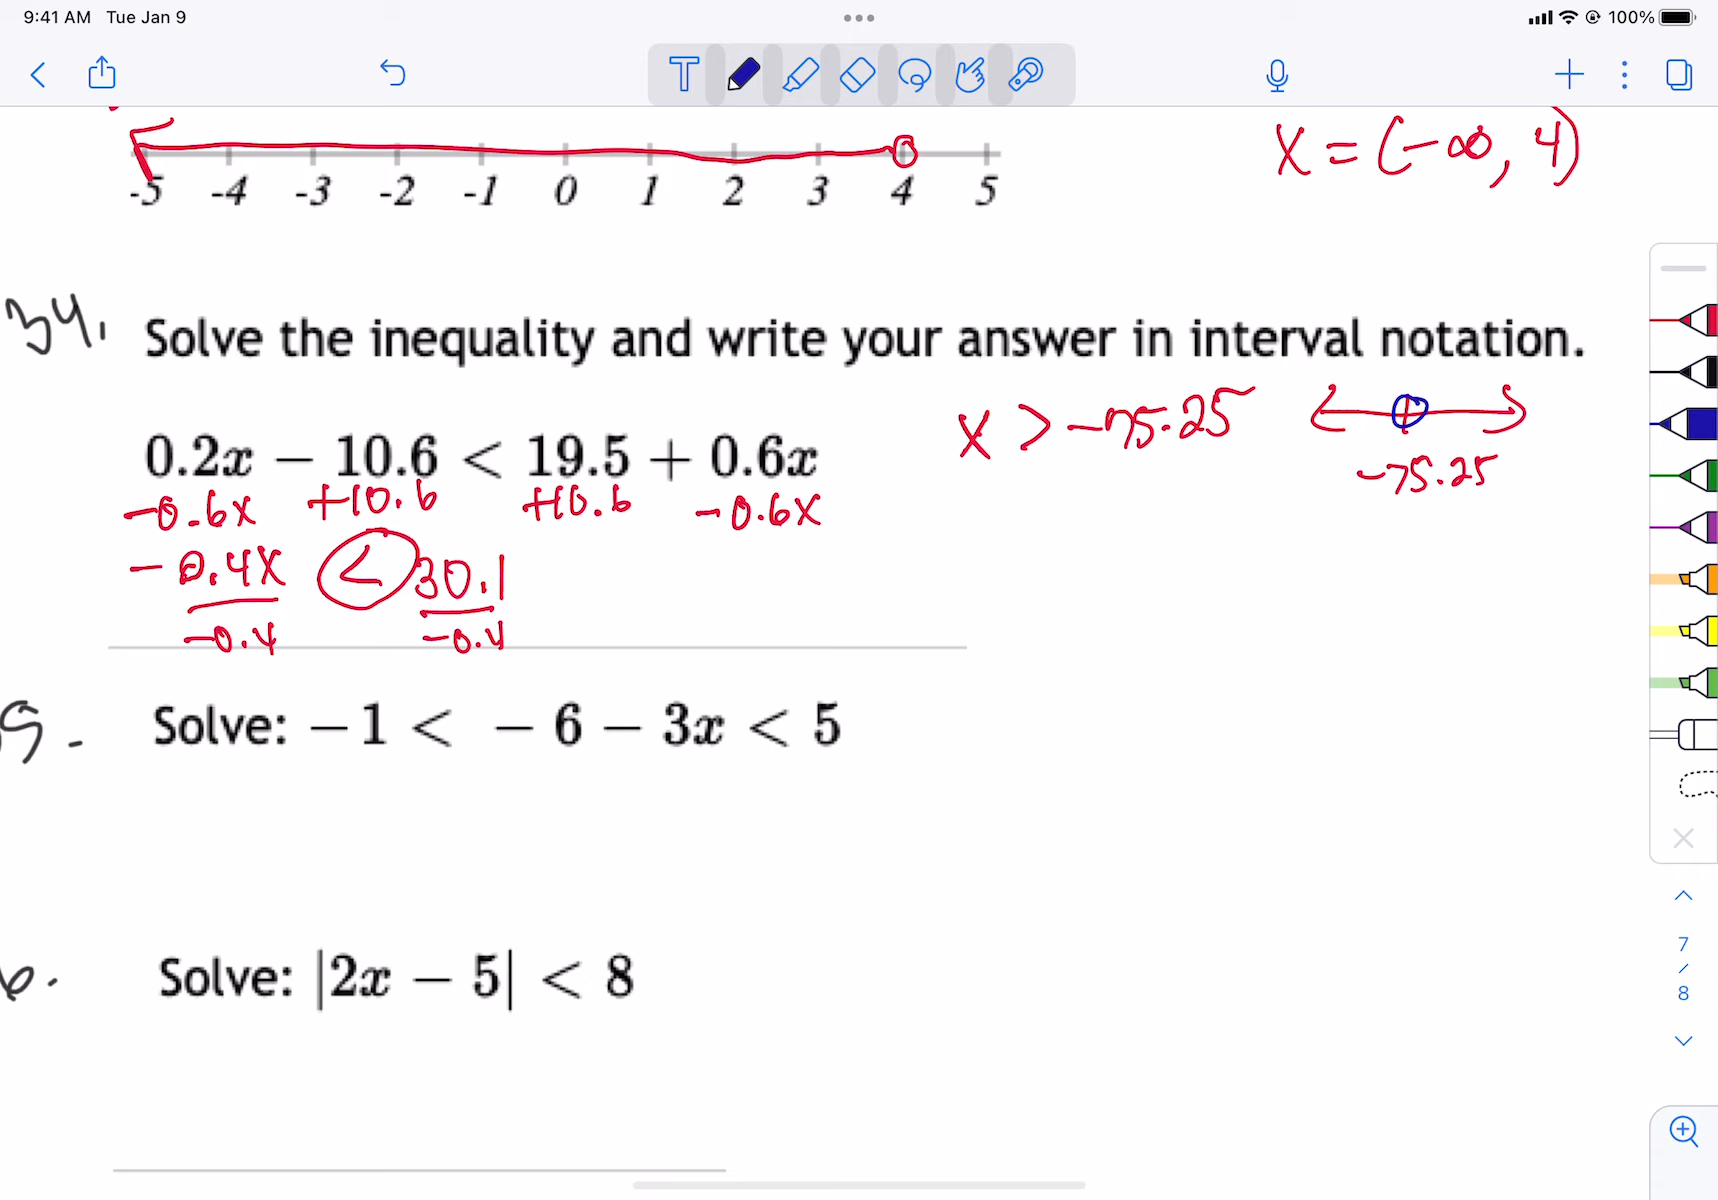 9:41 AM Tue Jan 9
100%
-5 -4 -3 -2 -1 0 1 2 3 4 5
x = (-∞, 4)
34. Solve the inequality and write your answer in interval notation.
0.2x − 10.6 < 19.5 + 0.6x
-0.6x +10.6 +10.6 -0.6x
-0.4x < 30.1
-0.4 -0.4
x > -75.25
-75.25
5. Solve: −1 < −6 − 3x < 5
6. Solve: |2x − 5| < 8
7
/
8